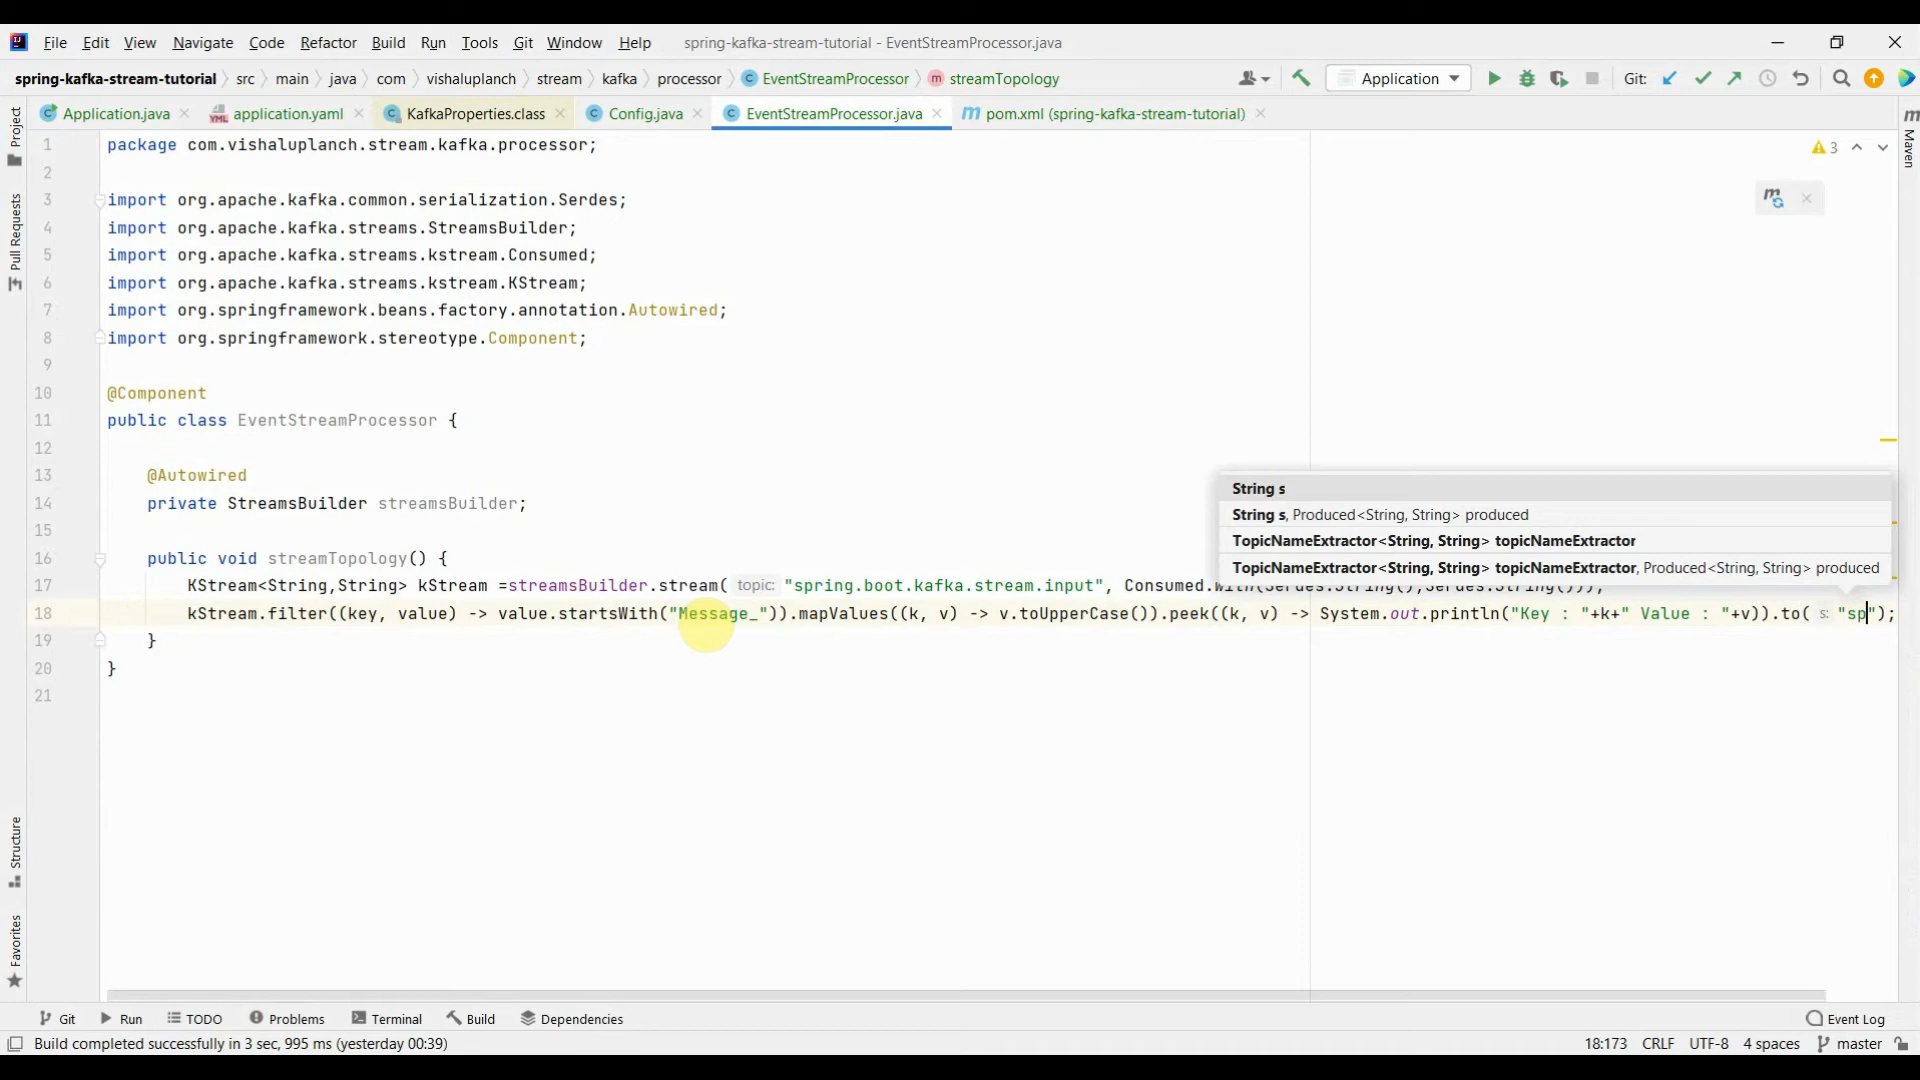 File Edit View Navigate Code Refactor Build Run Tools Git Window Help spring-kafka-stream-tutorial - EventStreamProcessor.java
spring-kafka-stream-tutorial src main java com vishaluplanch stream kafka processor EventStreamProcessor streamTopology Application Git:
Application.java application.yaml KafkaProperties.class Config.java EventStreamProcessor.java pom.xml (spring-kafka-stream-tutorial)
Project
Pull Requests
Structure
Favorites
Maven
3
1 package com.vishaluplanch.stream.kafka.processor;
2
3 import org.apache.kafka.common.serialization.Serdes;
4 import org.apache.kafka.streams.StreamsBuilder;
5 import org.apache.kafka.streams.kstream.Consumed;
6 import org.apache.kafka.streams.kstream.KStream;
7 import org.springframework.beans.factory.annotation.Autowired;
8 import org.springframework.stereotype.Component;
9
10 @Component
11 public class EventStreamProcessor {
12
13 @Autowired
14 private StreamsBuilder streamsBuilder;
15
16 public void streamTopology() {
17 KStream<String,String> kStream =streamsBuilder.stream( topic: "spring.boot.kafka.stream.input", Consumed.with(Serdes.String(),Serdes.String()));
18 kStream.filter((key, value) -> value.startsWith("Message_")).mapValues((k, v) -> v.toUpperCase()).peek((k, v) -> System.out.println("Key : "+k+" Value : "+v)).to( s: "sp");
19 }
20 }
21
String s
String s, Produced<String, String> produced
TopicNameExtractor<String, String> topicNameExtractor
TopicNameExtractor<String, String> topicNameExtractor, Produced<String, String> produced
Git Run TODO Problems Terminal Build Dependencies Event Log
Build completed successfully in 3 sec, 995 ms (yesterday 00:39) 18:173 CRLF UTF-8 4 spaces master